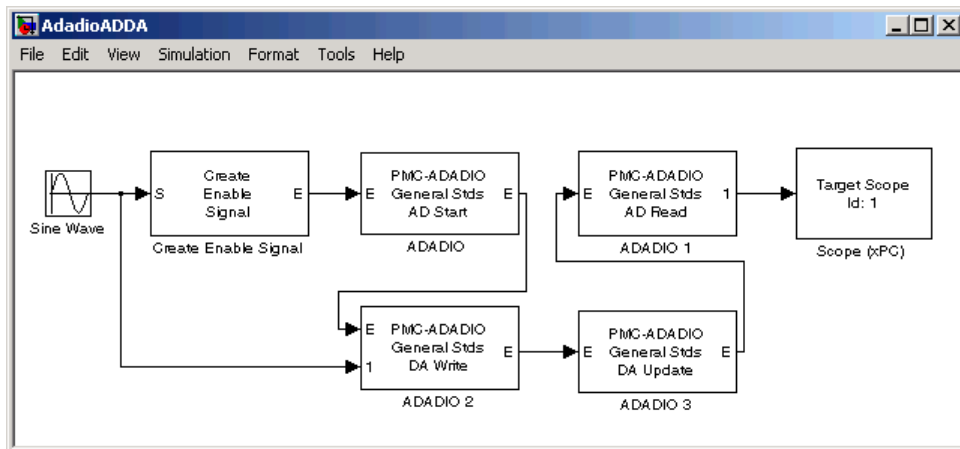 AdadioADDA
File Edit View Simulation Format Tools Help
Sine Wave
S
Create
Enable
Signal
E
Create Enable Signal
E
PMC-ADADIO
General Stds
AD Start
E
ADADIO
E
PMC-ADADIO
General Stds
AD Read
1
ADADIO 1
Target Scope
Id: 1
Scope (xPC)
E
1
PMC-ADADIO
General Stds
DA Write
E
ADADIO 2
E
PMC-ADADIO
General Stds
DA Update
E
ADADIO 3